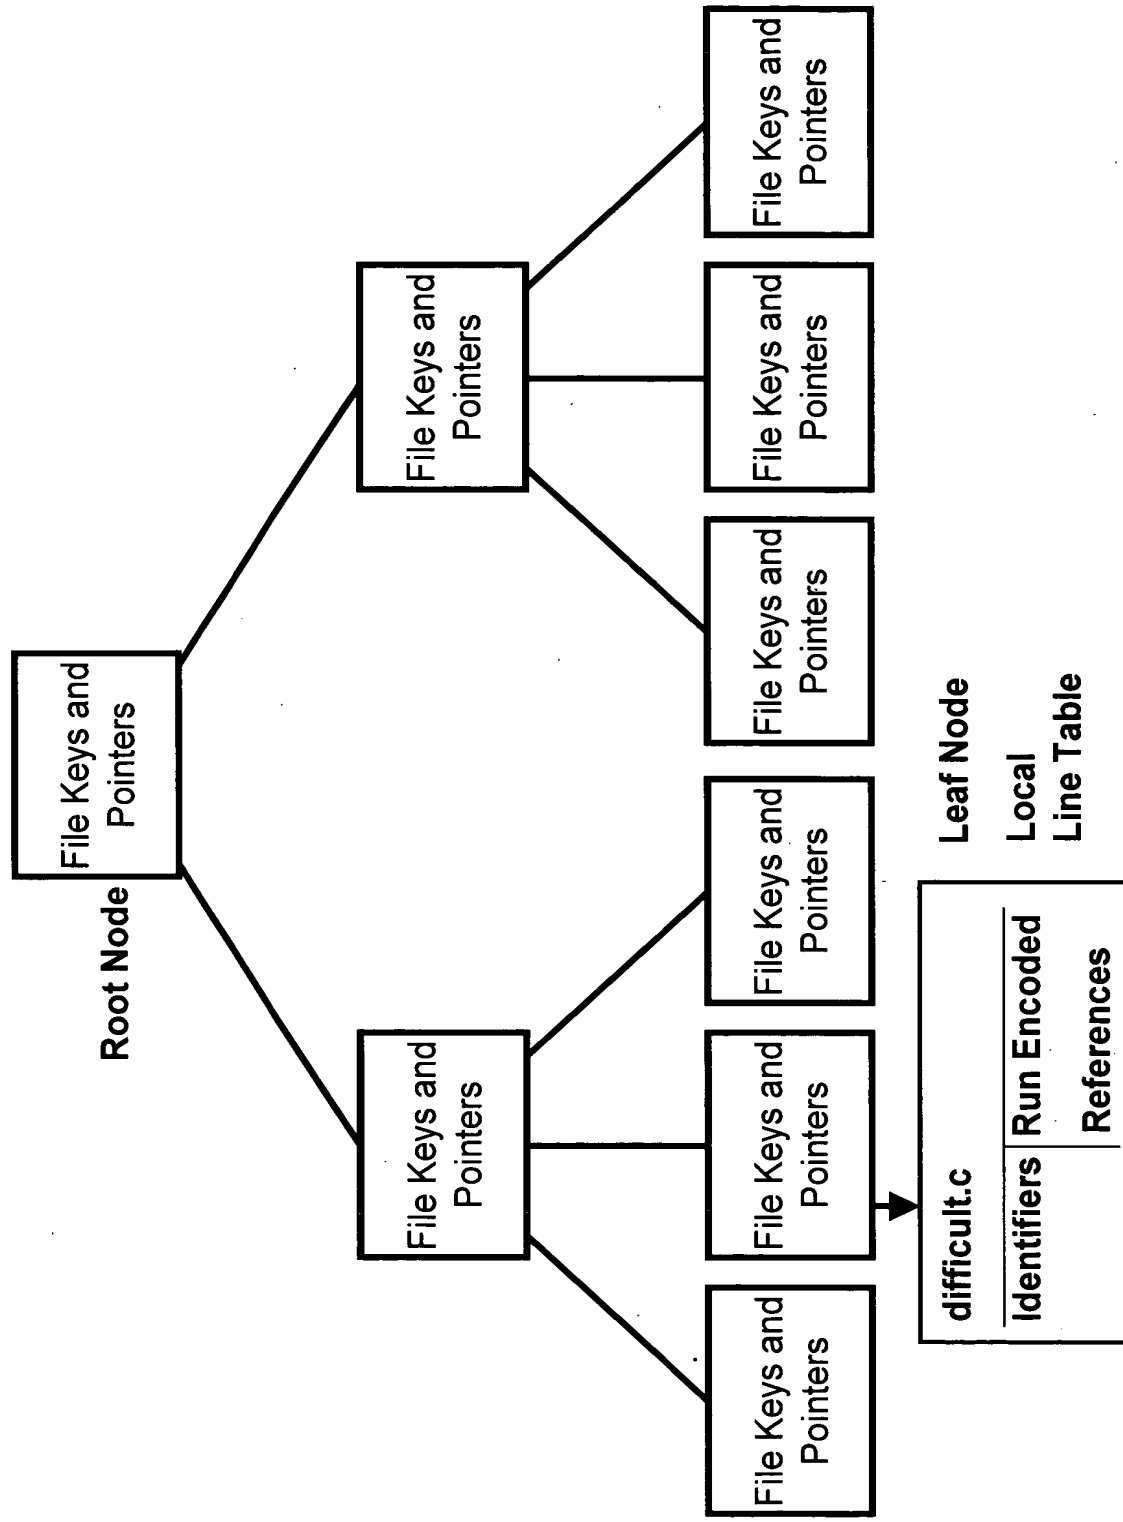 File Keys and
Pointers
Root Node
File Keys and
Pointers
File Keys and
Pointers
File Keys and
Pointers
File Keys and
Pointers
File Keys and
Pointers
File Keys and
Pointers
File Keys and
Pointers
File Keys and
Pointers
difficult.c
Identifiers
Run Encoded
References
Leaf Node
Local
Line Table